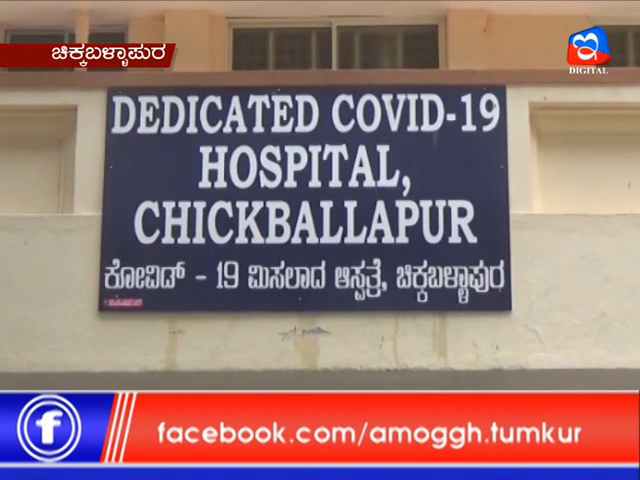 ಚಿಕ್ಕಬಳ್ಳಾಪುರ
DIGITAL
DEDICATED COVID-19
HOSPITAL,
CHICKBALLAPUR
ಕೋವಿಡ್ - 19 ಮಿಸಲಾದ ಆಸ್ಪತ್ರೆ, ಚಿಕ್ಕಬಳ್ಳಾಪುರ
f facebook.com/amoggh.tumkur